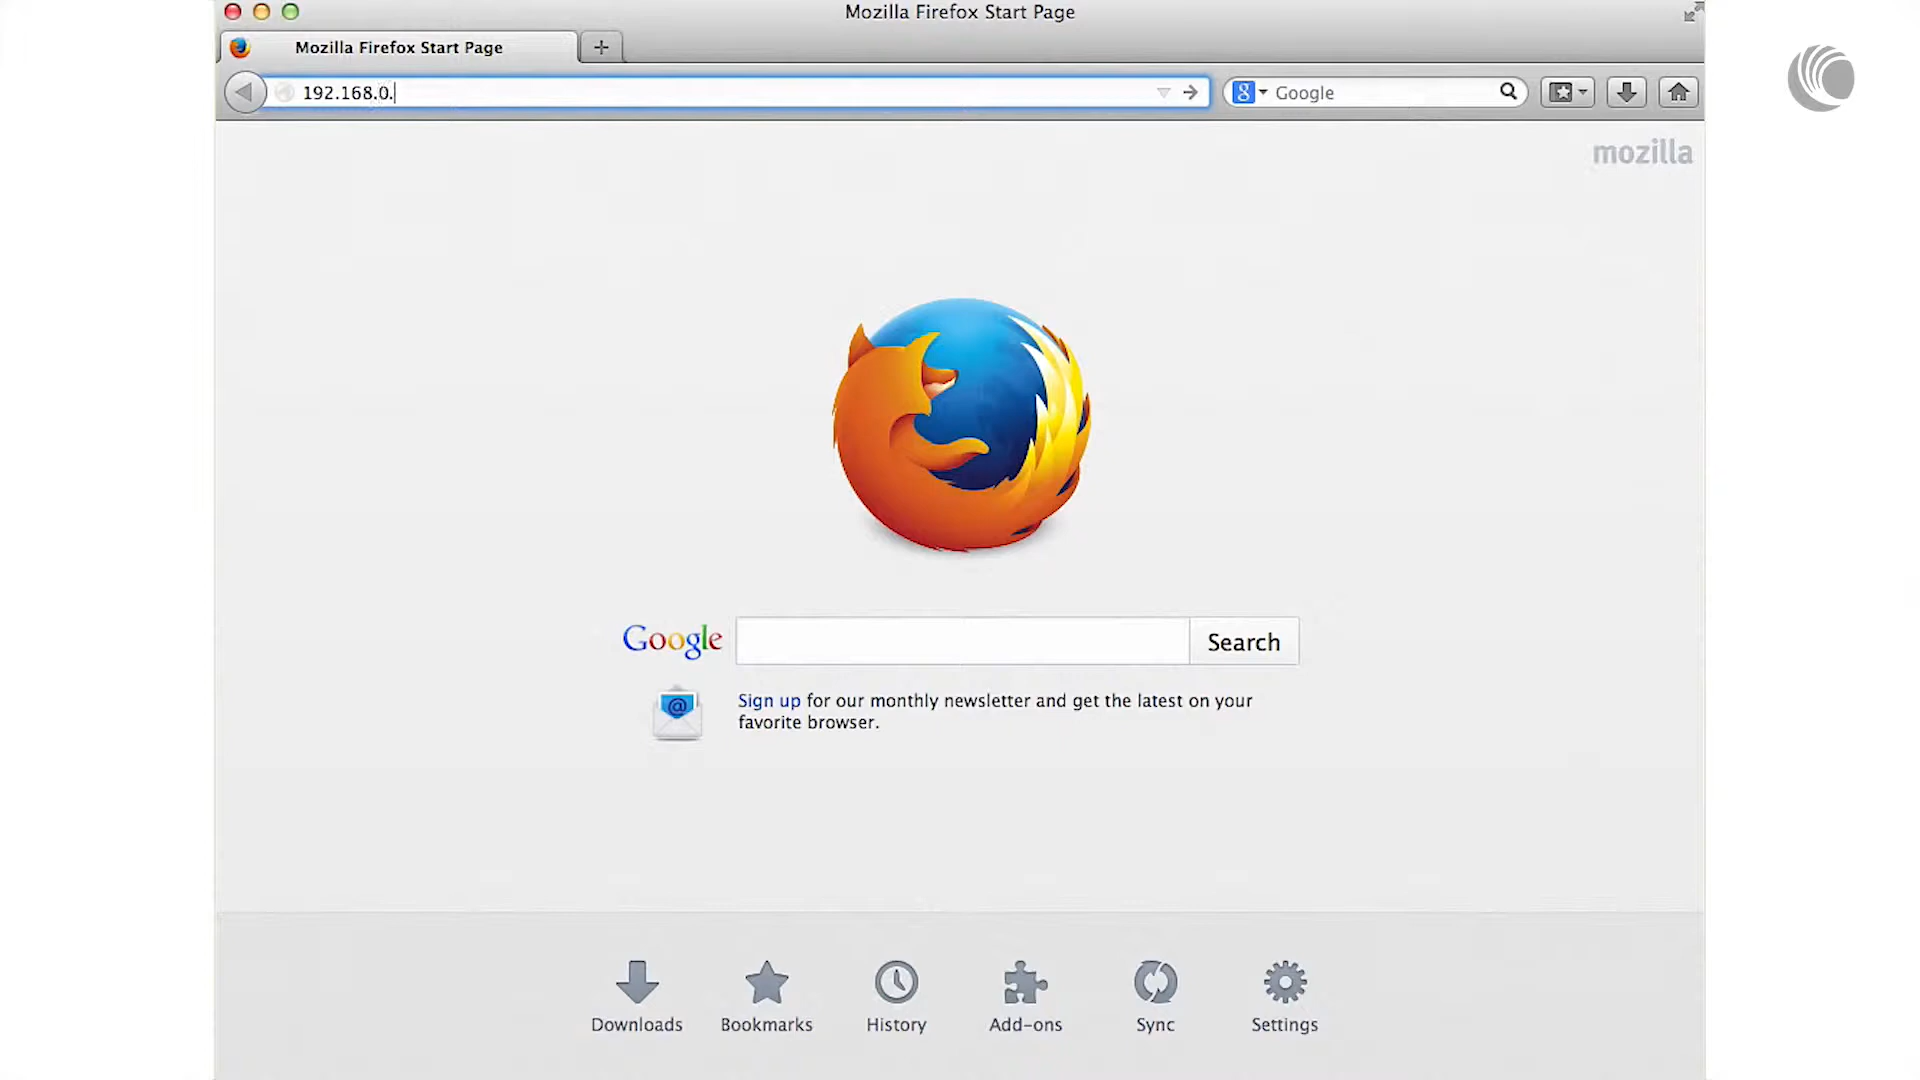 Mozilla Firefox Start Page
Mozilla Firefox Start Page
192.168.0.
8 Google
mozilla
Google
Search
@
Sign up for our monthly newsletter and get the latest on your
favorite browser.
Downloads
Bookmarks
History
Add-ons
Sync
Settings